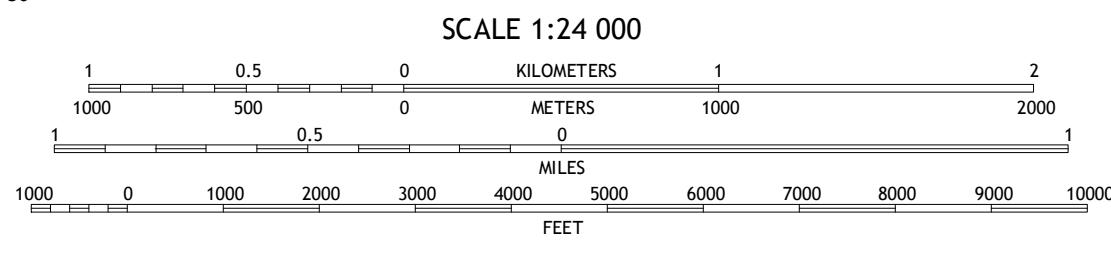 SCALE 1:24 000
1 0.5 0 KILOMETERS 1 2
1000 500 0 METERS 1000 2000
1 0.5 0 1
MILES
1000 0 1000 2000 3000 4000 5000 6000 7000 8000 9000 10000
FEET